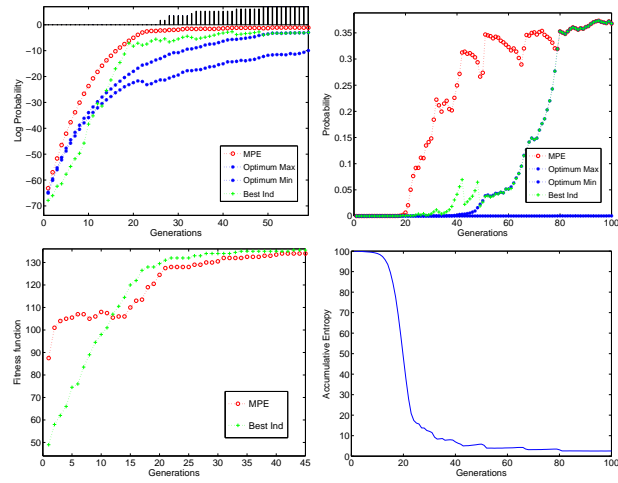 10
0
−10
−20
−30
−40
−50
−60
−70
Log Probability
0 10 20 30 40 50
Generations
MPE
Optimum Max
Optimum Min
Best Ind
0.35
0.3
0.25
0.2
0.15
0.1
0.05
0
Probability
0 20 40 60 80 100
Generations
MPE
Optimum Max
Optimum Min
Best Ind
130
120
110
100
90
80
70
60
50
Fitness function
0 5 10 15 20 25 30 35 40 45
Generations
MPE
Best Ind
100
90
80
70
60
50
40
30
20
10
0
Accumulative Entropy
0 20 40 60 80 100
Generations